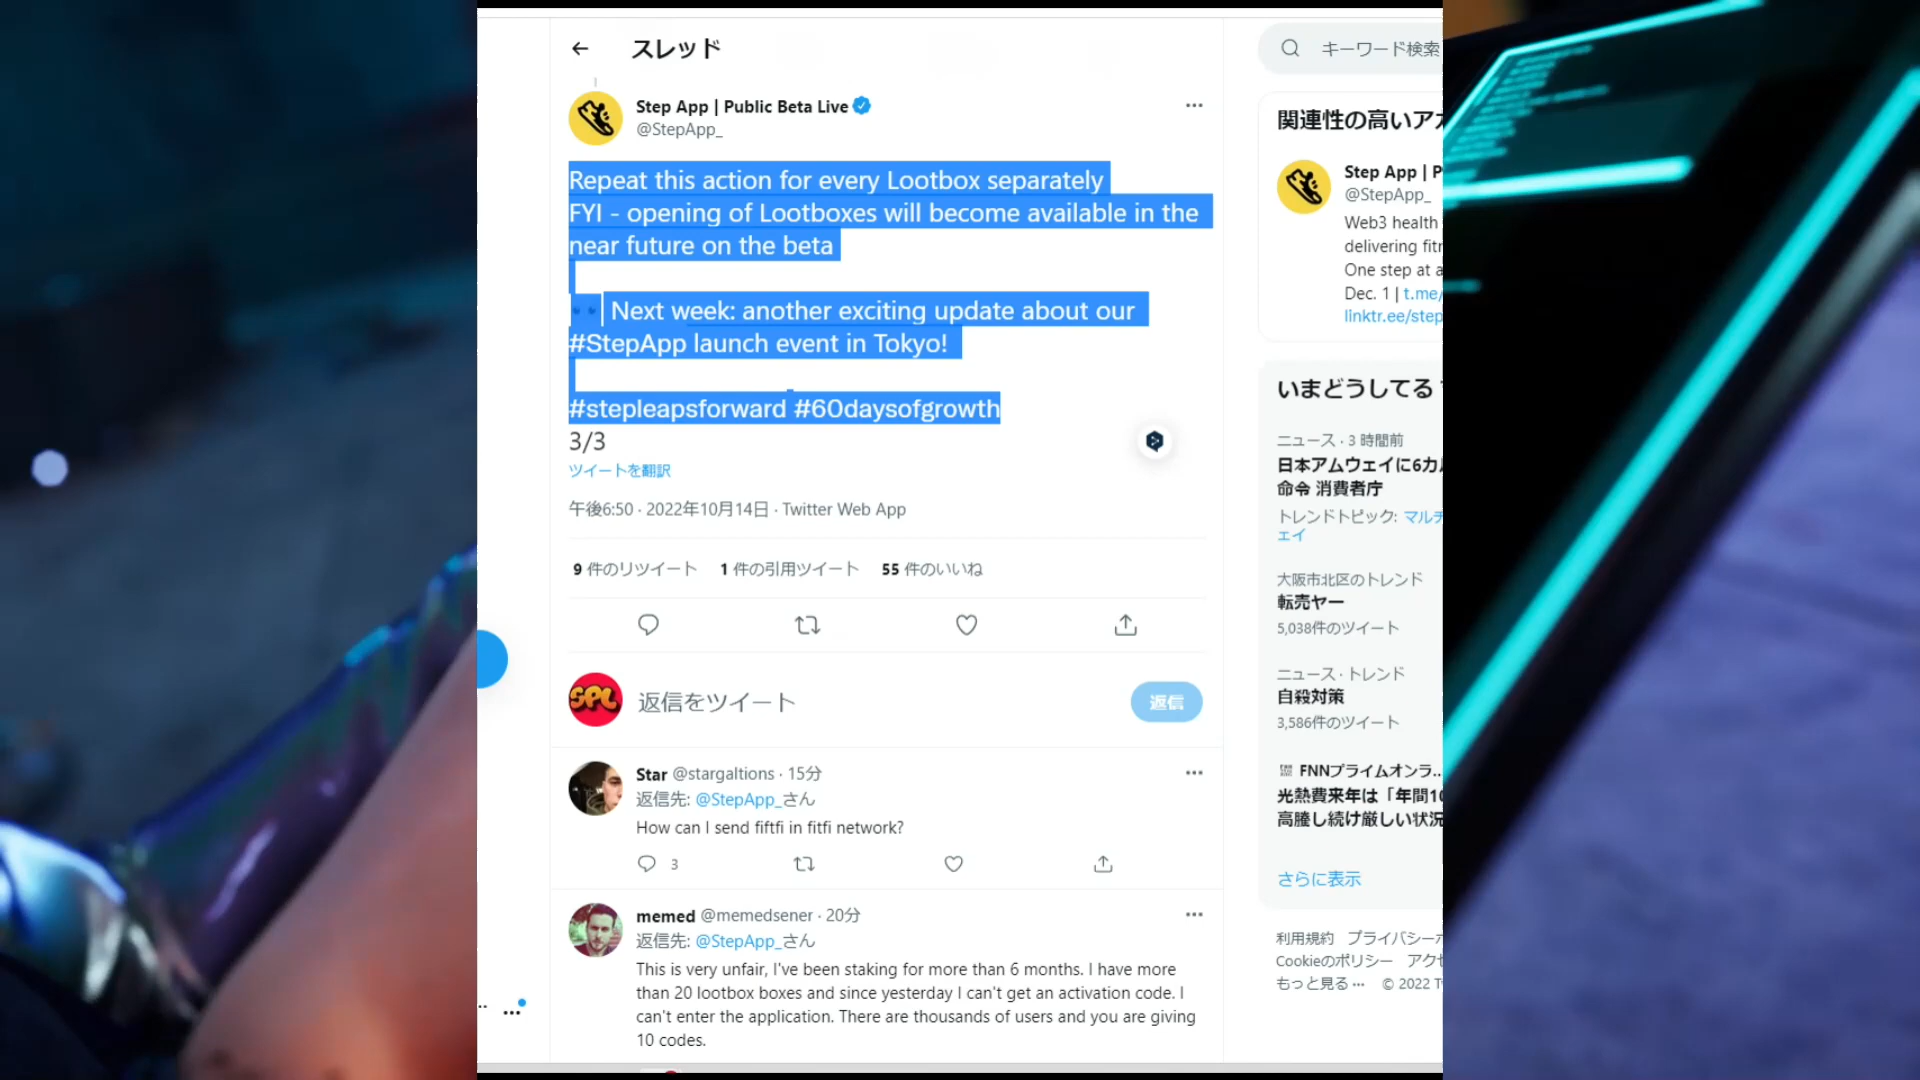 スレッド
Step App | Public Beta Live
@StepApp_
Repeat this action for every Lootbox separately
FYI - opening of Lootboxes will become available in the
near future on the beta
Next week: another exciting update about our
#StepApp launch event in Tokyo!
#stepleapsforward #60daysofgrowth
3/3
ツイートを翻訳
午後6:50 · 2022年10月14日 · Twitter Web App
9 件のリツイート 1 件の引用ツイート 55 件のいいね
SPL
返信をツイート
返信
Star @stargaltions · 15分
返信先: @StepApp_さん
How can I send fiftfi in fitfi network?
3
memed @memedsener · 20分
返信先: @StepApp_さん
This is very unfair, I've been staking for more than 6 months. I have more
than 20 lootbox boxes and since yesterday I can't get an activation code. I
can't enter the application. There are thousands of users and you are giving
10 codes.
キーワード検索
関連性の高いア
Step App | P
@StepApp_
Web3 health
delivering fit
One step at a
Dec. 1 | t.me/
linktr.ee/step
いまどうしてる
ニュース · 3 時間前
日本アムウェイに6カ
命令 消費者庁
トレンドトピック: マルチ
ェイ
大阪市北区のトレンド
転売ヤー
5,038件のツイート
ニュース · トレンド
自殺対策
3,586件のツイート
FNNプライムオンラ...
光熱費来年は「年間10
高騰し続け厳しい状況
さらに表示
利用規約 プライバシー
Cookieのポリシー アク
もっと見る ··· © 2022 T